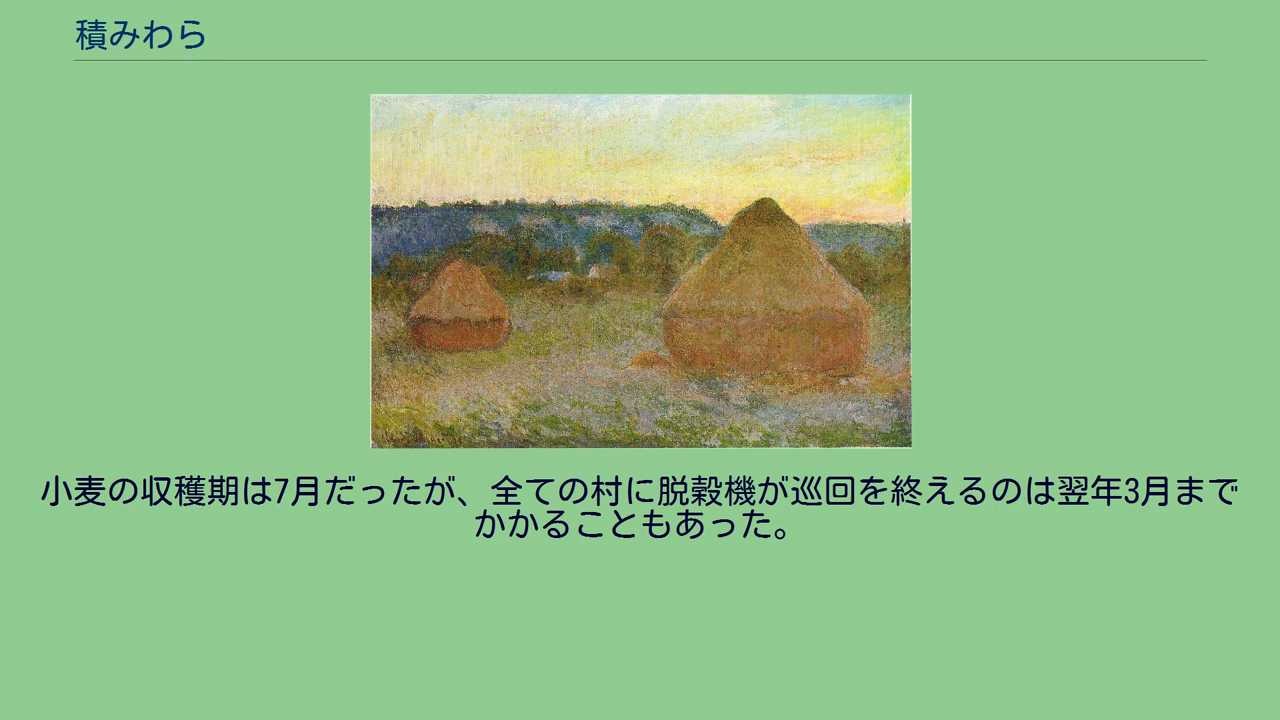 積みわら
小麦の収穫期は7月だったが、全ての村に脱穀機が巡回を終えるのは翌年3月まで
かかることもあった。